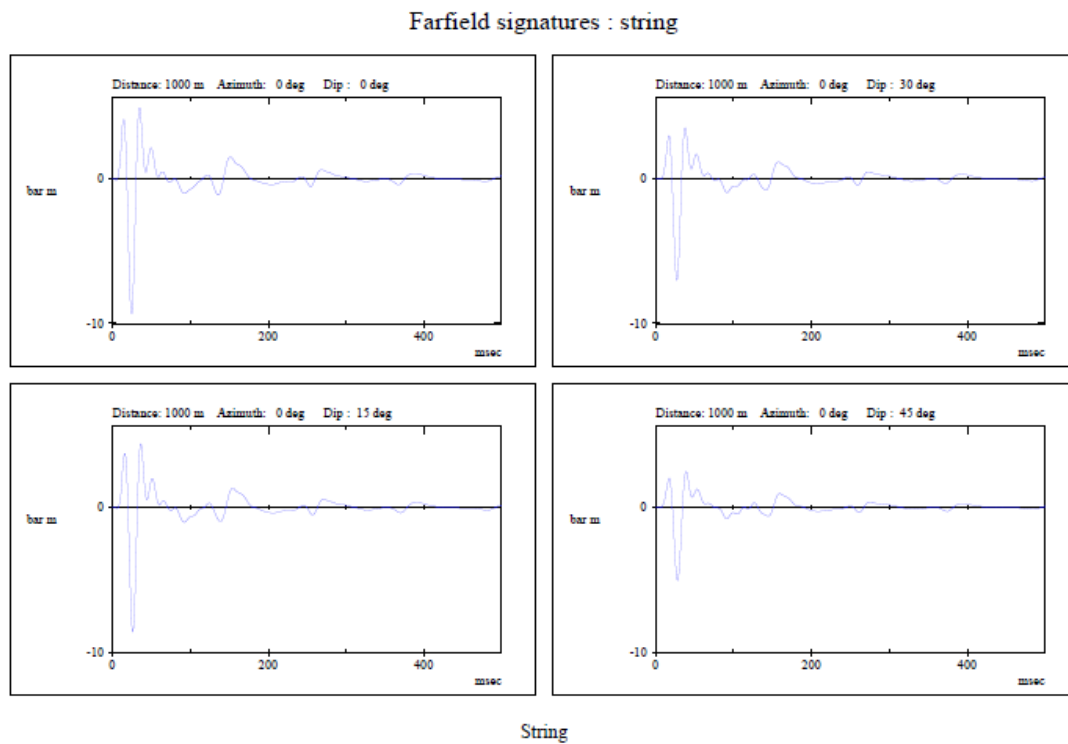 Farfield signatures : string
Distance: 1000 m Azimuth: 0 deg Dip : 0 deg
0
bar m
-10
0 200 400
msec
Distance: 1000 m Azimuth: 0 deg Dip : 30 deg
0
bar m
-10
0 200 400
msec
Distance: 1000 m Azimuth: 0 deg Dip : 15 deg
0
bar m
-10
0 200 400
msec
Distance: 1000 m Azimuth: 0 deg Dip : 45 deg
0
bar m
-10
0 200 400
msec
String